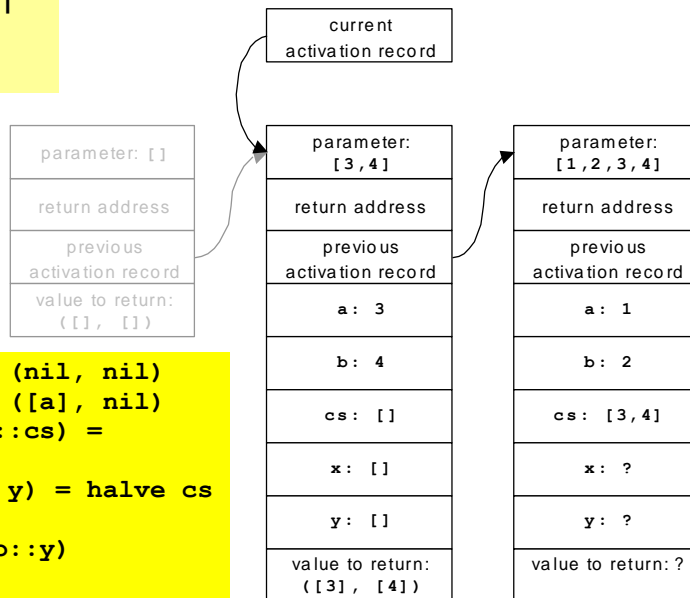 current
activation record
parameter: []
return address
previous
activation record
value to return:
([], [])
parameter:
[3,4]
return address
previous
activation record
a: 3
b: 4
cs: []
x: []
y: []
value to return:
([3], [4])
parameter:
[1,2,3,4]
return address
previous
activation record
a: 1
b: 2
cs: [3,4]
x: ?
y: ?
value to return: ?
(nil, nil)
([a], nil)
::cs) =
y) = halve cs
::y)